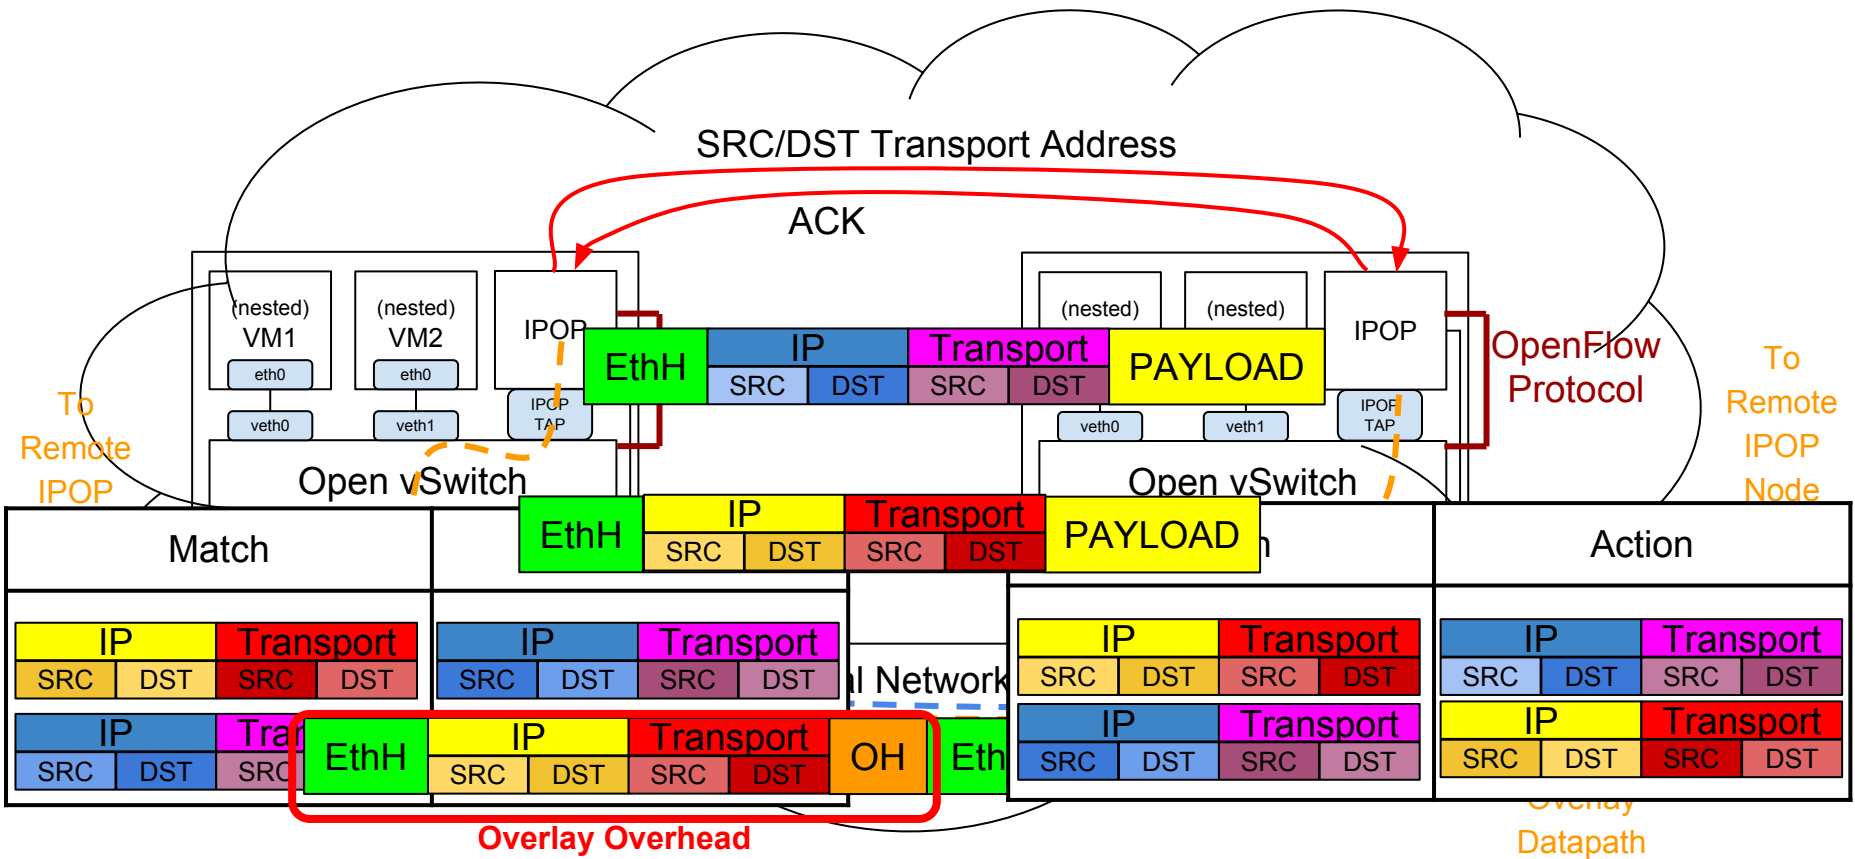 SRC/DST Transport Address
ACK
(nested)
VM1
(nested)
VM2
IPOP
(nested)
(nested)
IPOP
eth0
eth0
veth0
veth1
IPOP
TAP
EthH
IP
Transport
SRC
DST
SRC
DST
PAYLOAD
veth0
veth1
IPOP
TAP
OpenFlow
Protocol
To
Remote
IPOP
To
Remote
IPOP
Node
Open vSwitch
Open vSwitch
EthH
IP
Transport
SRC
DST
SRC
DST
PAYLOAD
Match
Action
IP
Transport
SRC
DST
SRC
DST
IP
Transport
SRC
DST
SRC
DST
IP
Transport
SRC
DST
SRC
DST
IP
Transport
SRC
DST
SRC
DST
al Network
IP
SRC
DST
SRC
EthH
IP
Transport
SRC
DST
SRC
DST
OH
Eth
IP
Transport
SRC
DST
SRC
DST
IP
Transport
SRC
DST
SRC
DST
Overlay Overhead
Overlay
Datapath